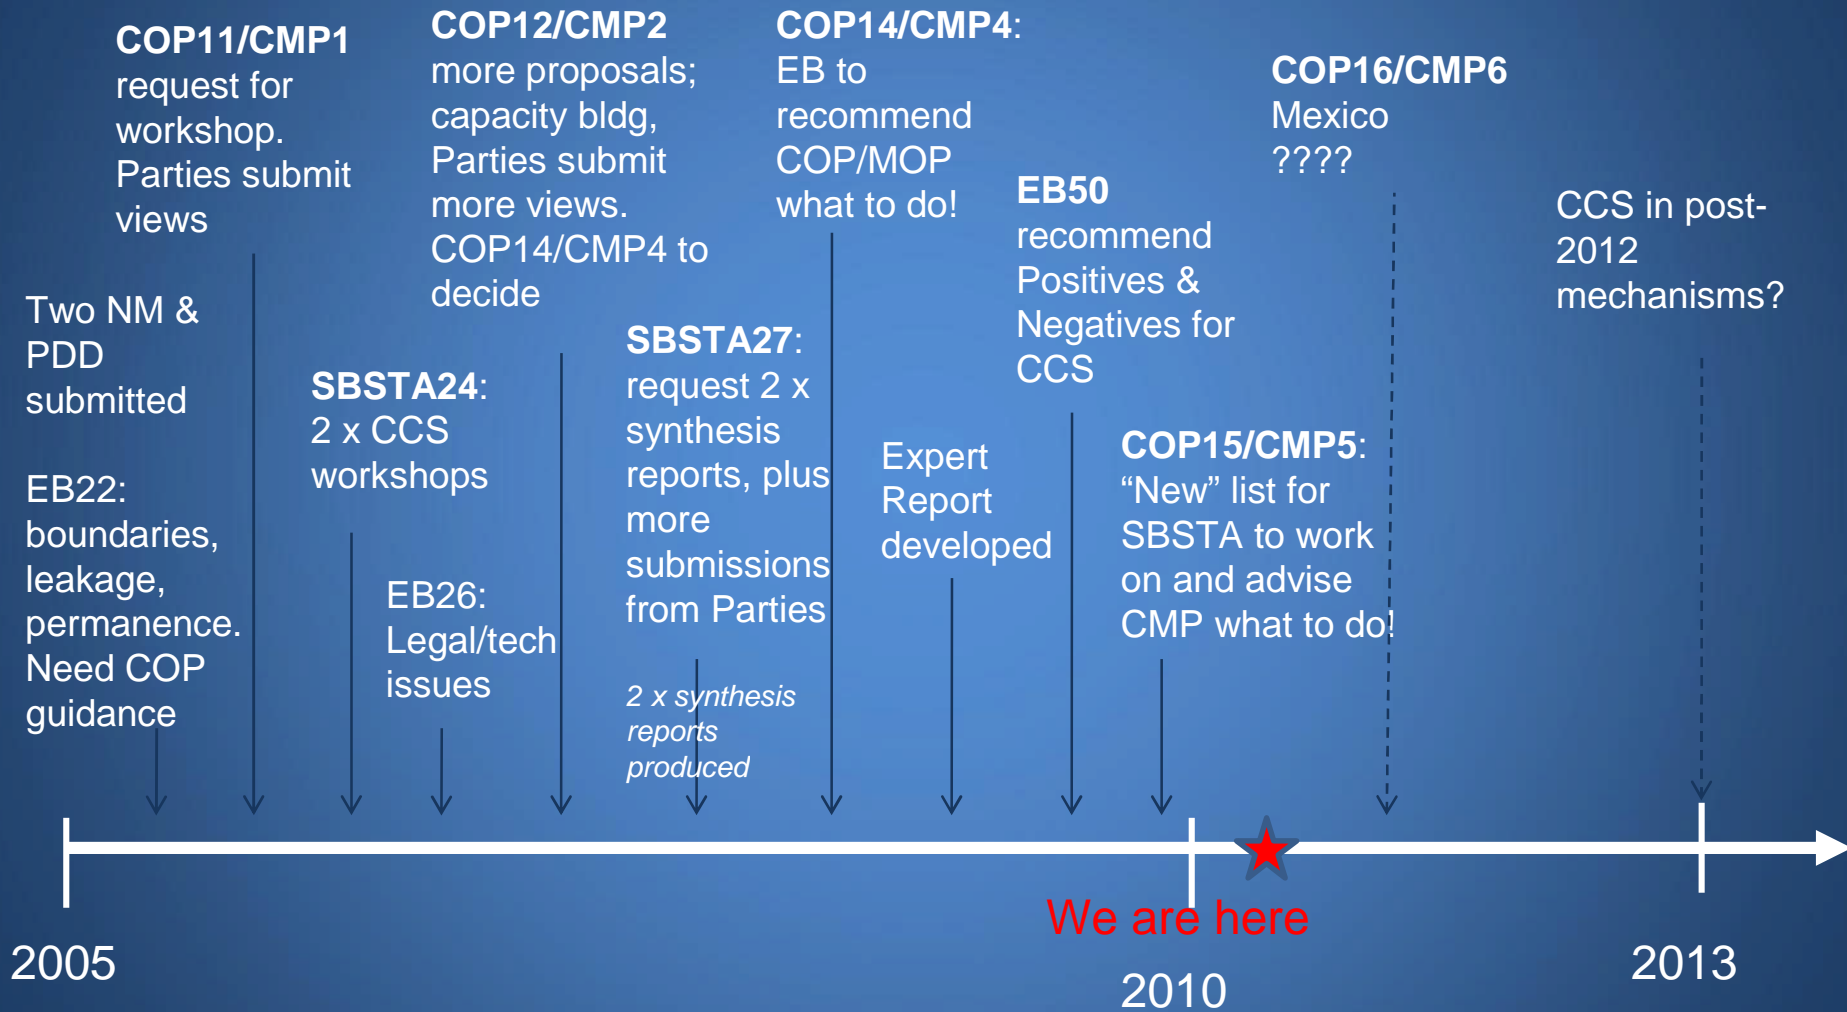 COP11/CMP1
request for
workshop.
Parties submit
views
COP12/CMP2
more proposals;
capacity bldg,
Parties submit
more views.
COP14/CMP4 to
decide
COP14/CMP4:
EB to
recommend
COP/MOP
what to do!
COP16/CMP6
Mexico
????
EB50
recommend
Positives &
Negatives for
CCS
CCS in post-
2012
mechanisms?
Two NM &
PDD
submitted
EB22:
boundaries,
leakage,
permanence.
Need COP
guidance
SBSTA24:
2 x CCS
workshops
EB26:
Legal/tech
issues
SBSTA27:
request 2 x
synthesis
reports, plus
more
submissions
from Parties
2 x synthesis
reports
produced
Expert
Report
developed
COP15/CMP5:
“New” list for
SBSTA to work
on and advise
CMP what to do!
We are here
2005
2010
2013